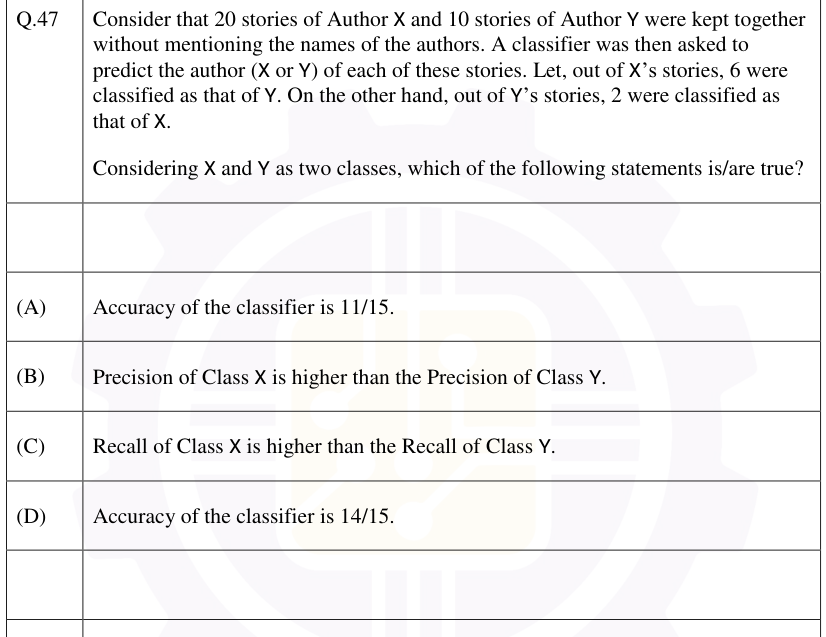 Q.47 Consider that 20 stories of Author X and 10 stories of Author Y were kept together
without mentioning the names of the authors. A classifier was then asked to
predict the author (X or Y) of each of these stories. Let, out of X’s stories, 6 were
classified as that of Y. On the other hand, out of Y’s stories, 2 were classified as
that of X.
Considering X and Y as two classes, which of the following statements is/are true?
(A) Accuracy of the classifier is 11/15.
(B) Precision of Class X is higher than the Precision of Class Y.
(C) Recall of Class X is higher than the Recall of Class Y.
(D) Accuracy of the classifier is 14/15.